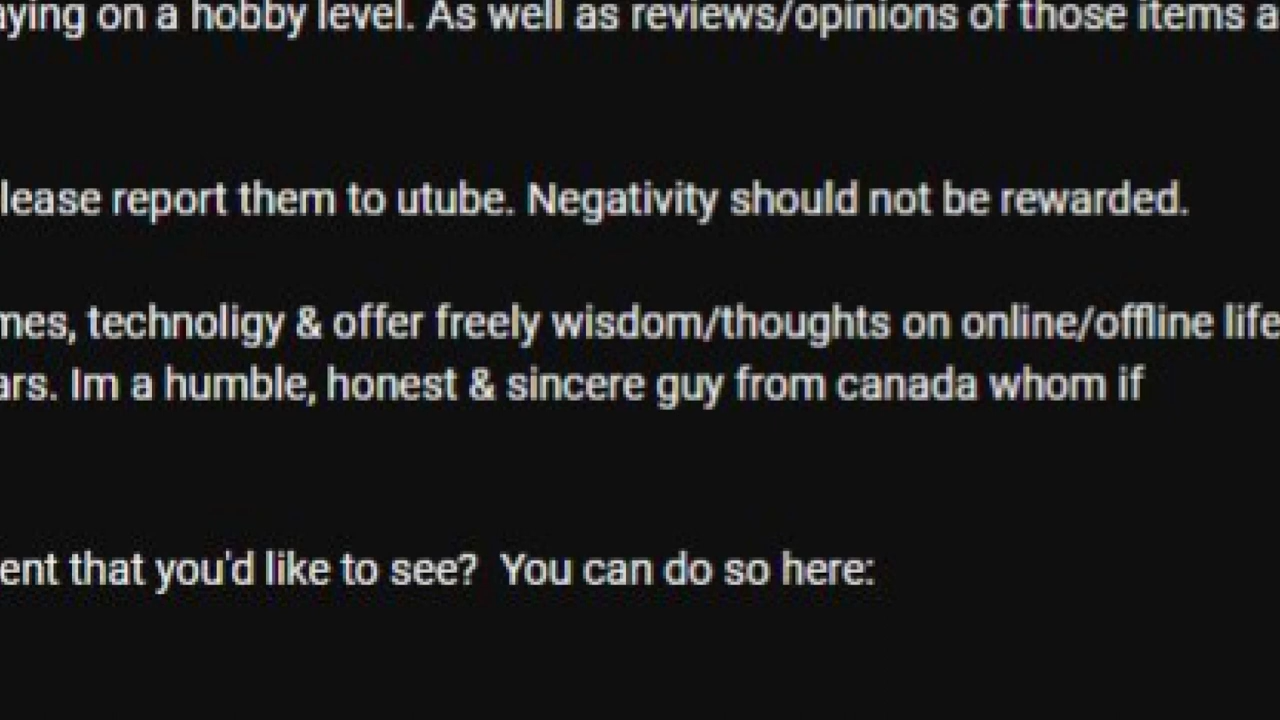 aying on a hobby level. As well as reviews/opinions of those items a
lease report them to utube. Negativity should not be rewarded.
mes, technoligy & offer freely wisdom/thoughts on online/offline life
ars. Im a humble, honest & sincere guy from canada whom if
ent that you'd like to see?  You can do so here: